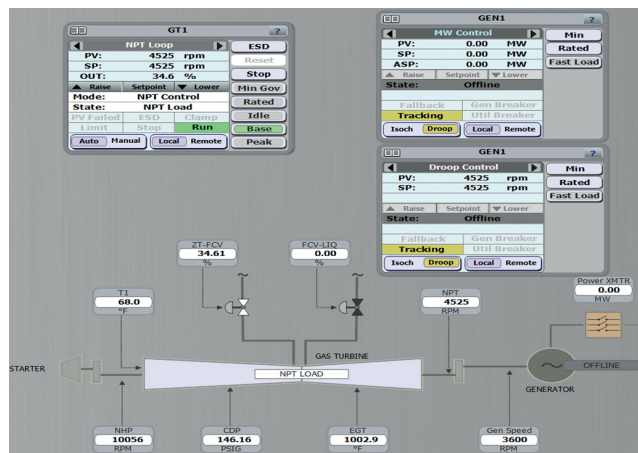 GT1
?
NPT Loop
PV: 4525 rpm
SP: 4525 rpm
OUT: 34.6 %
Raise Setpoint Lower
Mode: NPT Control
State: NPT Load
PV Failed ESD Clamp
Limit Stop Run
Auto Manual Local Remote
ESD
Reset
Stop
Min Gov
Rated
Idle
Base
Peak
GEN1
?
MW Control
PV: 0.00 MW
SP: 0.00 MW
ASP: 0.00 MW
Raise Setpoint Lower
State: Offline
Fallback Gen Breaker
Tracking Util Breaker
Isoch Droop Local Remote
Min
Rated
Fast Load
GEN1
?
Droop Control
PV: 4525 rpm
SP: 4525 rpm
Raise Setpoint Lower
State: Offline
Fallback Gen Breaker
Tracking Util Breaker
Isoch Droop Local Remote
Min
Rated
Fast Load
ZT-FCV
34.61
%
FCV-LIQ
0.00
%
T1
68.0
°F
NPT
4525
RPM
Power XMTR
0.00
MW
STARTER
GAS TURBINE
NPT LOAD
OFFLINE
GENERATOR
NHP
10056
RPM
CDP
146.16
PSIG
EGT
1002.9
°F
Gen Speed
3600
RPM